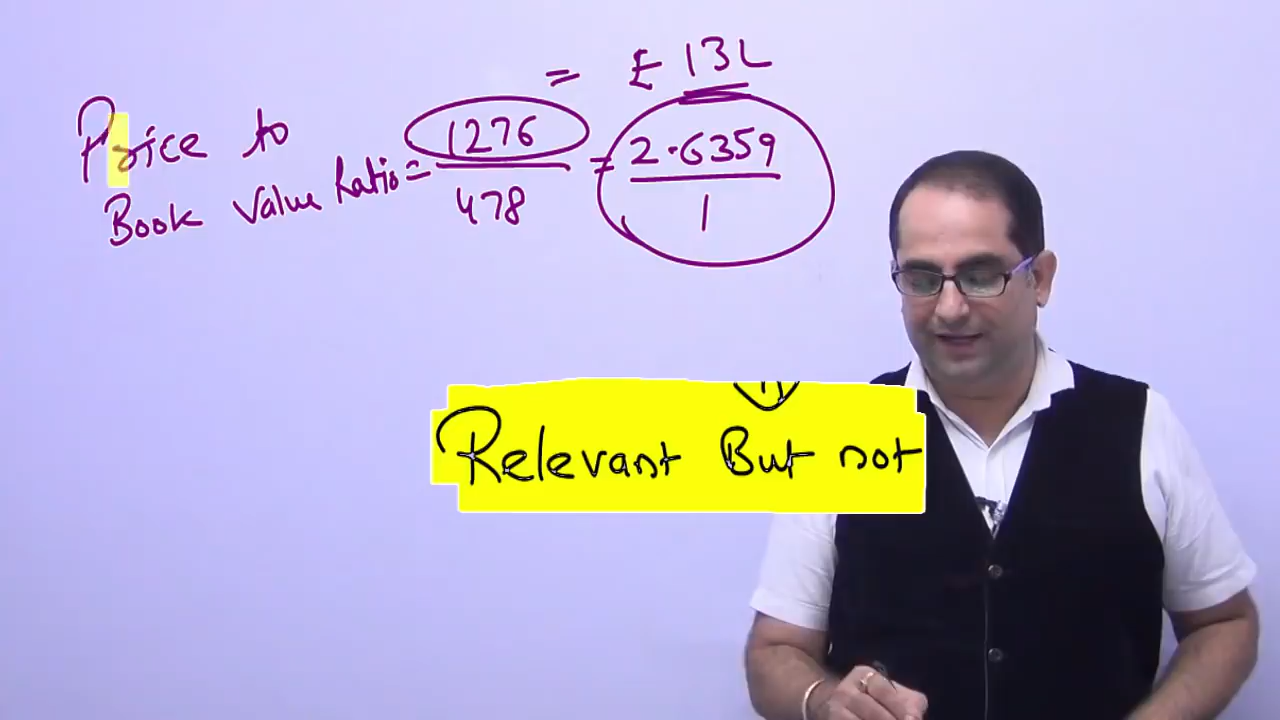 = £ 13L
Price to
Book Value Ratio = 1276 / 478 = 2.6359 / 1
Relevant But not